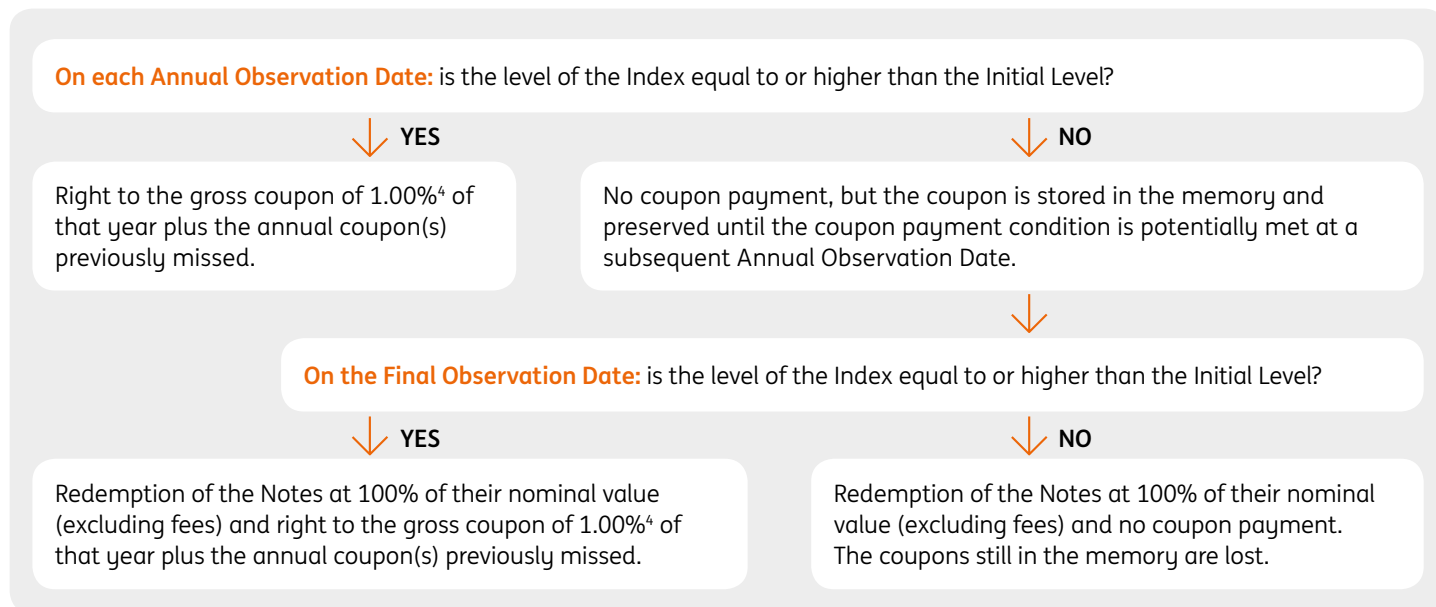 On each Annual Observation Date: is the level of the Index equal to or higher than the Initial Level?
YES
NO
Right to the gross coupon of 1.00%⁴ of
that year plus the annual coupon(s)
previously missed.
No coupon payment, but the coupon is stored in the memory and
preserved until the coupon payment condition is potentially met at a
subsequent Annual Observation Date.
On the Final Observation Date: is the level of the Index equal to or higher than the Initial Level?
YES
NO
Redemption of the Notes at 100% of their nominal value
(excluding fees) and right to the gross coupon of 1.00%⁴ of
that year plus the annual coupon(s) previously missed.
Redemption of the Notes at 100% of their nominal
value (excluding fees) and no coupon payment.
The coupons still in the memory are lost.